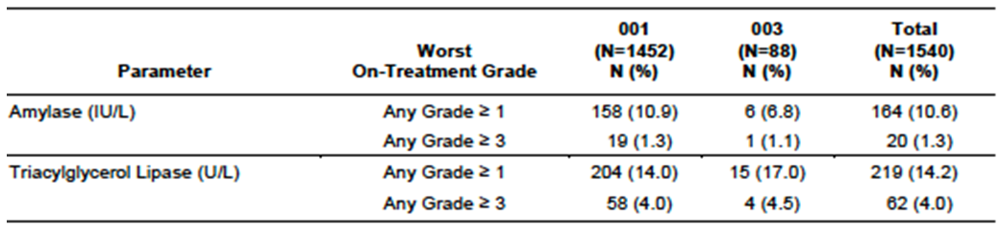 001 003 Total
Worst (N=1452) (N=88) (N=1540)
Parameter On-Treatment Grade N (%) N (%) N (%)
Amylase (IU/L) Any Grade ≥ 1 158 (10.9) 6 (6.8) 164 (10.6)
Any Grade ≥ 3 19 (1.3) 1 (1.1) 20 (1.3)
Triacylglycerol Lipase (U/L) Any Grade ≥ 1 204 (14.0) 15 (17.0) 219 (14.2)
Any Grade ≥ 3 58 (4.0) 4 (4.5) 62 (4.0)